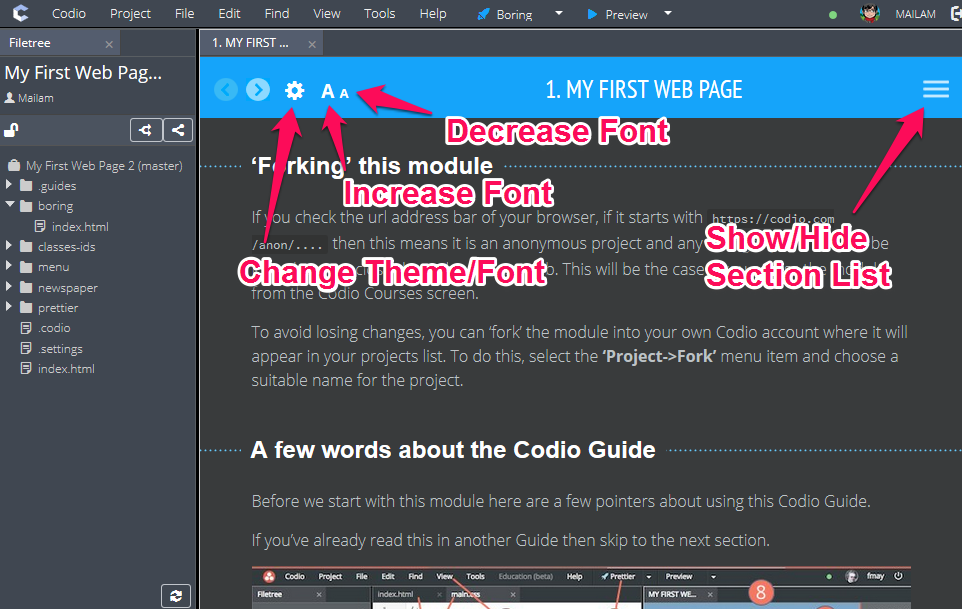 Codio Project File Edit Find View Tools Help Boring Preview MAILAM
Filetree × 1. MY FIRST ... ×
My First Web Pag...
Mailam
A A 1. MY FIRST WEB PAGE
Decrease Font
My First Web Page 2 (master)
.guides
boring
index.html
classes-ids
menu
newspaper
prettier
.codio
.settings
index.html
‘Forking’ this module
Increase Font
If you check the url address bar of your browser, if it starts with https://codio.com
/anon/.... then this means it is an anonymous project and any be
Show/Hide
Change Theme/Font
Section List
b. This will be the case
from the Codio Courses screen.
To avoid losing changes, you can ‘fork’ the module into your own Codio account where it will
appear in your projects list. To do this, select the ‘Project->Fork’ menu item and choose a
suitable name for the project.
A few words about the Codio Guide
Before we start with this module here are a few pointers about using this Codio Guide.
If you’ve already read this in another Guide then skip to the next section.
Codio Project File Edit Find View Tools Education (beta) Help Prettier Preview fmay
Filetree × index.html × main.css × MY FIRST WE... × 8